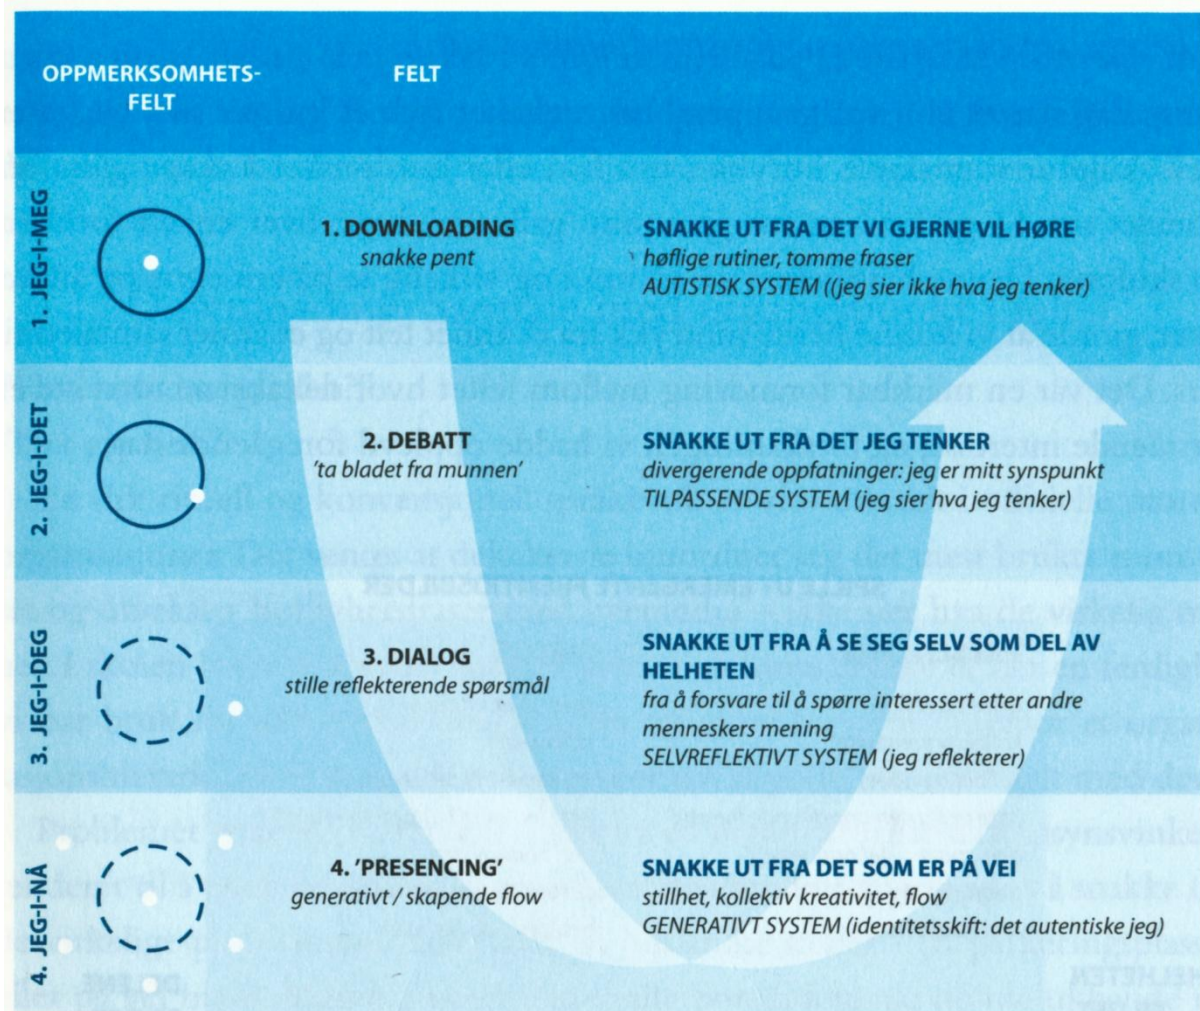 OPPMERKSOMHETS-
FELT
FELT
1. JEG-I-MEG
1. DOWNLOADING
snakke pent
SNAKKE UT FRA DET VI GJERNE VIL HØRE
høflige rutiner, tomme fraser
AUTISTISK SYSTEM ((jeg sier ikke hva jeg tenker)
2. JEG-I-DET
2. DEBATT
'ta bladet fra munnen'
SNAKKE UT FRA DET JEG TENKER
divergerende oppfatninger: jeg er mitt synspunkt
TILPASSENDE SYSTEM (jeg sier hva jeg tenker)
3. JEG-I-DEG
3. DIALOG
stille reflekterende spørsmål
SNAKKE UT FRA Å SE SEG SELV SOM DEL AV
HELHETEN
fra å forsvare til å spørre interessert etter andre
menneskers mening
SELVREFLEKTIVT SYSTEM (jeg reflekterer)
4. JEG-I-NÅ
4. 'PRESENCING'
generativt / skapende flow
SNAKKE UT FRA DET SOM ER PÅ VEI
stillhet, kollektiv kreativitet, flow
GENERATIVT SYSTEM (identitetsskift: det autentiske jeg)